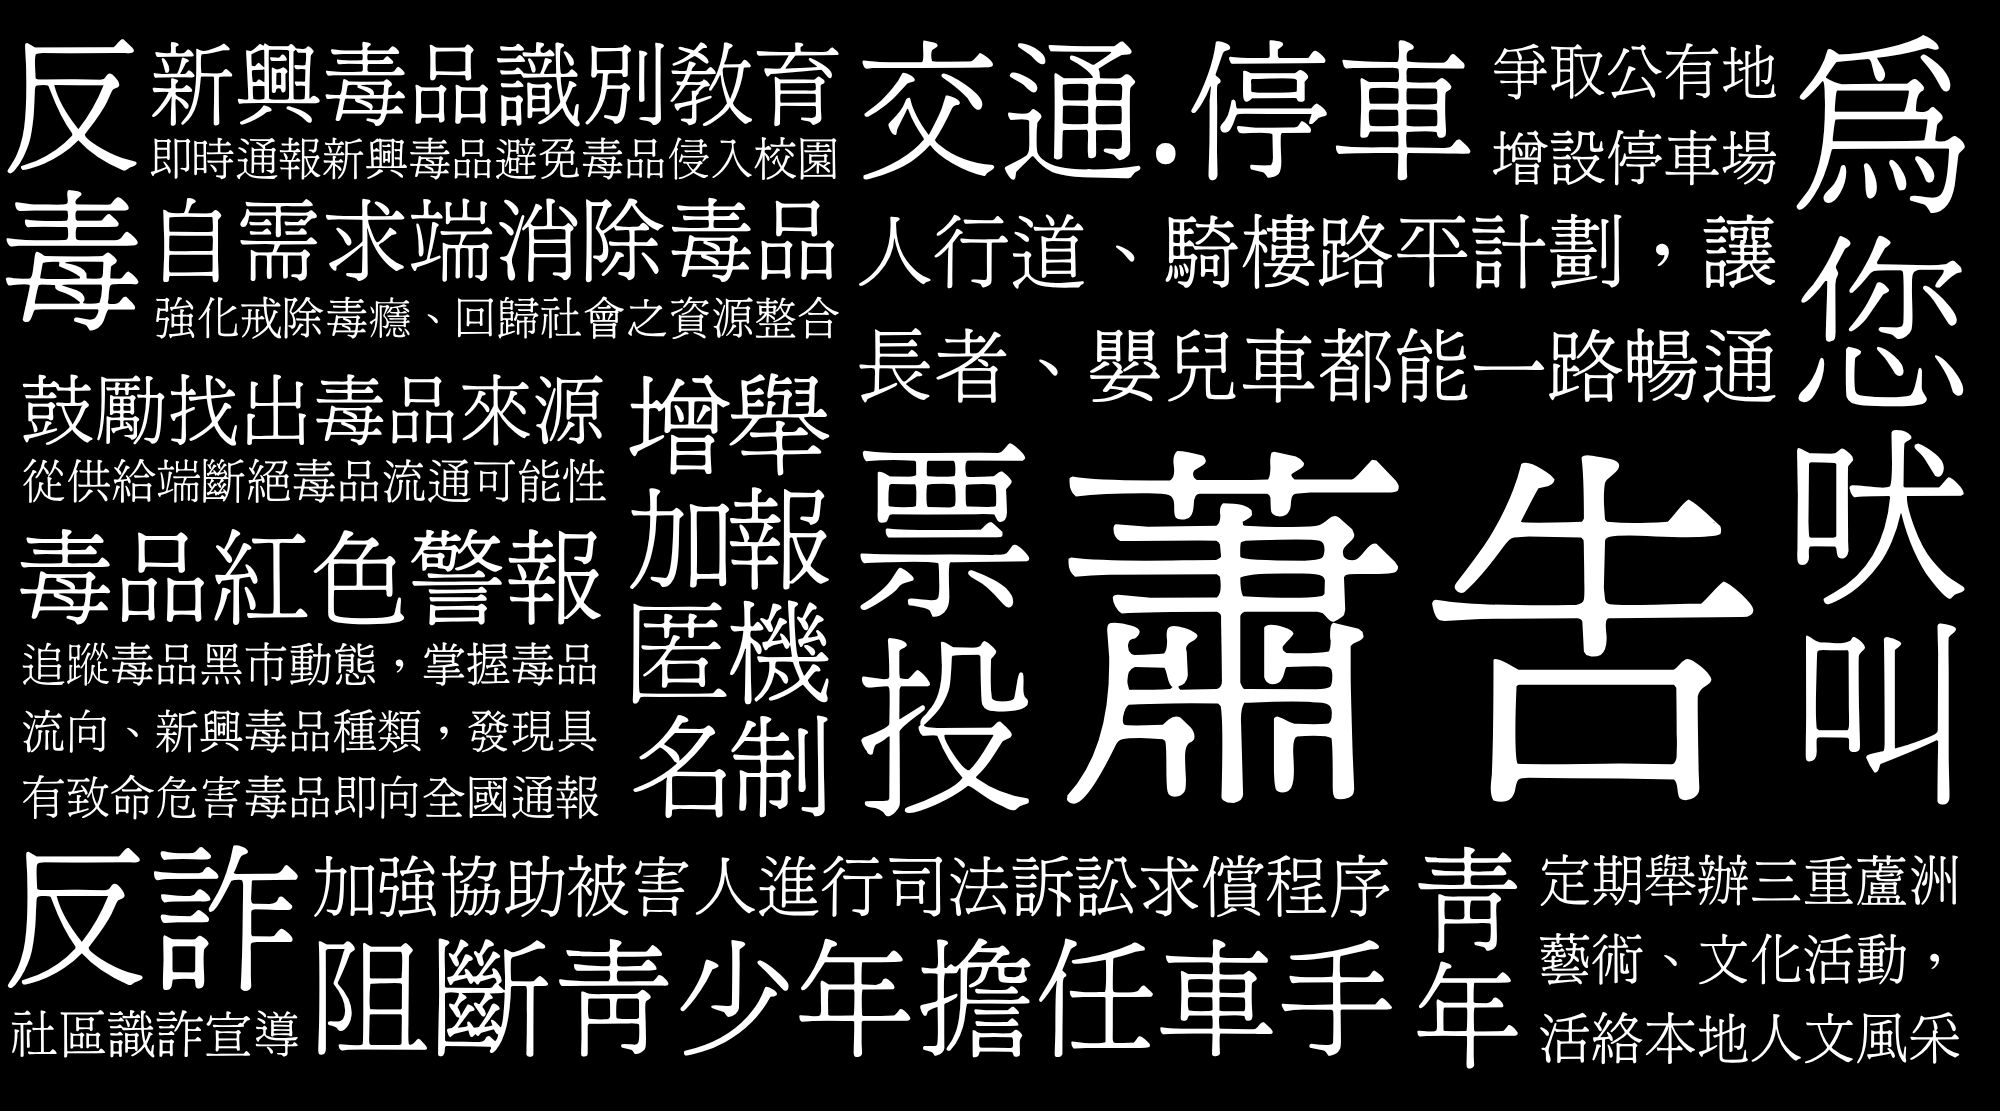 反毒
新興毒品識別教育
即時通報新興毒品避免毒品侵入校園
自需求端消除毒品
強化戒除毒癮、回歸社會之資源整合
鼓勵找出毒品來源
從供給端斷絕毒品流通可能性
毒品紅色警報
追蹤毒品黑市動態，掌握毒品
流向、新興毒品種類，發現具
有致命危害毒品即向全國通報
增加匿名
舉報機制
交通.停車
爭取公有地
增設停車場
人行道、騎樓路平計劃，讓
長者、嬰兒車都能一路暢通
票投
蕭告
為您吠叫
反詐
社區識詐宣導
加強協助被害人進行司法訴訟求償程序
阻斷青少年擔任車手
青年
定期舉辦三重蘆洲
藝術、文化活動，
活絡本地人文風采